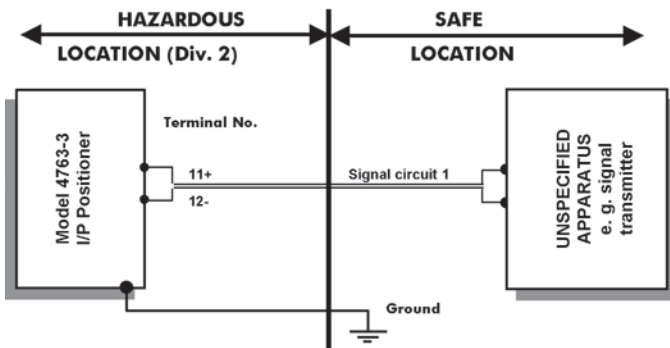 HAZARDOUS
LOCATION (Div. 2)
SAFE
LOCATION
Model 4763-3
I/P Positioner
Terminal No.
11+
12-
Signal circuit 1
UNSPECIFIED
APPARATUS
e. g. signal
transmitter
Ground